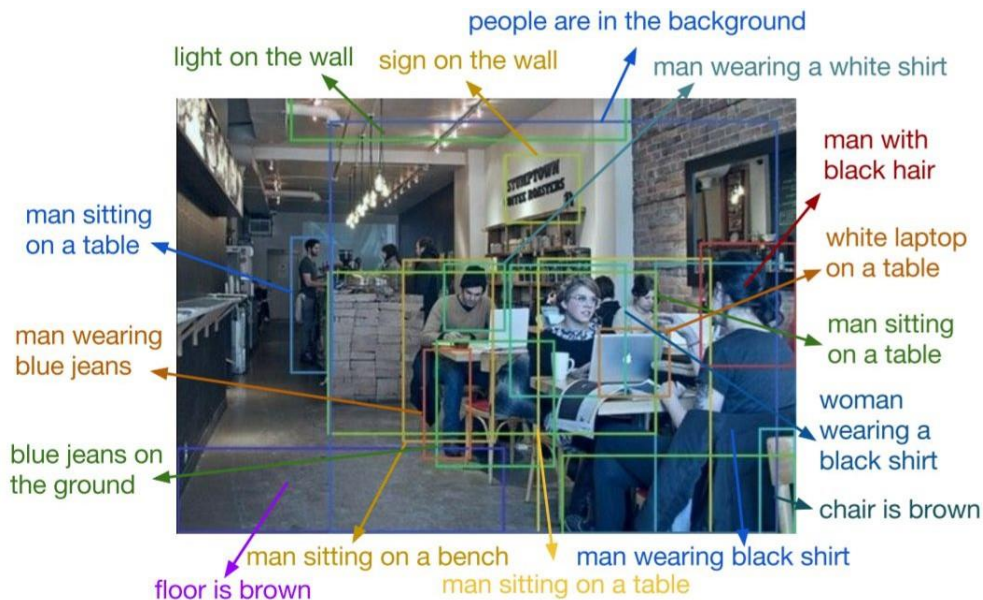 people are in the background
light on the wall
sign on the wall
man wearing a white shirt
man with
black hair
STUMPTOWN
COFFEE ROASTERS
man sitting
on a table
white laptop
on a table
man wearing
blue jeans
man sitting
on a table
woman
wearing a
black shirt
blue jeans on
the ground
chair is brown
man sitting on a bench
man wearing black shirt
floor is brown
man sitting on a table